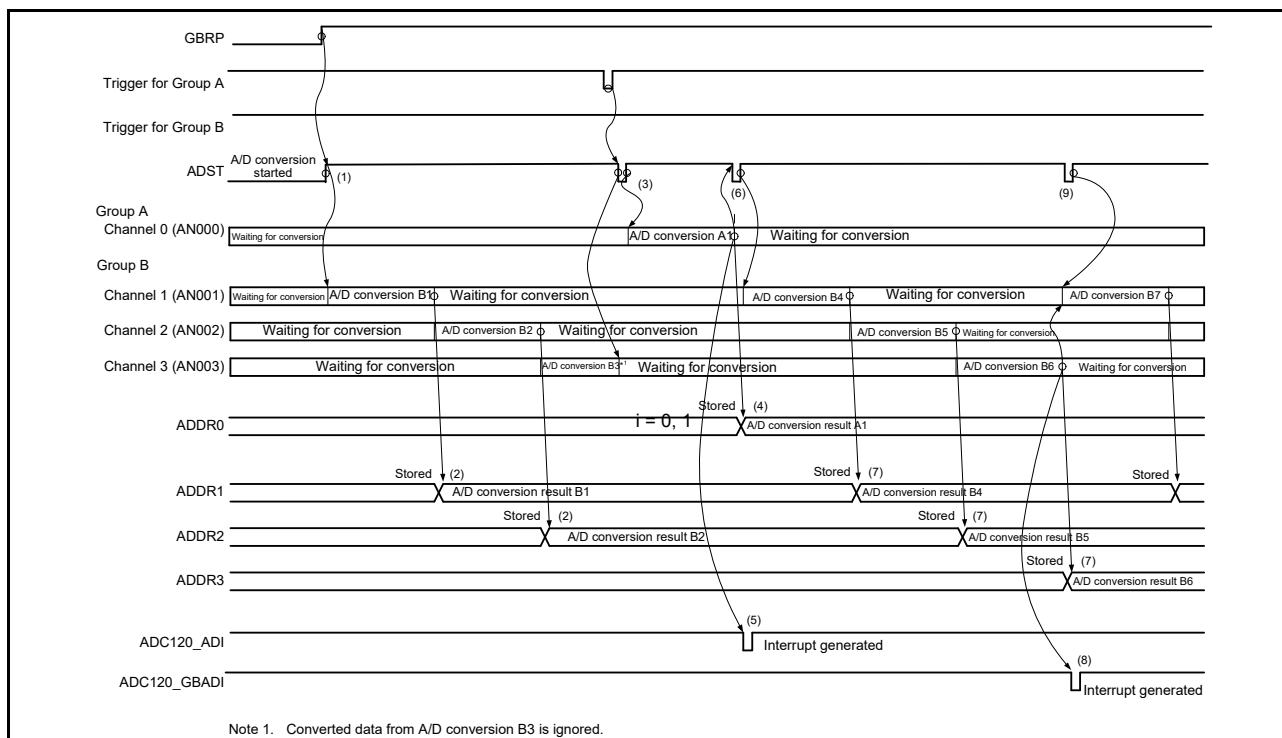 GBRP
Trigger for Group A
Trigger for Group B
A/D conversion
started
ADST
(1)
(3)
(6)
(9)
Group A
Channel 0 (AN000)
Waiting for conversion
A/D conversion A1
Waiting for conversion
Group B
Channel 1 (AN001)
Waiting for conversion
A/D conversion B1
Waiting for conversion
A/D conversion B4
Waiting for conversion
A/D conversion B7
Channel 2 (AN002)
Waiting for conversion
A/D conversion B2
Waiting for conversion
A/D conversion B5
Waiting for conversion
Channel 3 (AN003)
Waiting for conversion
A/D conversion B3*1
Waiting for conversion
A/D conversion B6
Waiting for conversion
Stored (4)
i = 0, 1
ADDR0
A/D conversion result A1
Stored (2)
Stored (7)
Stored
ADDR1
A/D conversion result B1
A/D conversion result B4
Stored (2)
Stored (7)
ADDR2
A/D conversion result B2
A/D conversion result B5
Stored (7)
ADDR3
A/D conversion result B6
(5)
ADC120_ADI
Interrupt generated
(8)
ADC120_GBADI
Interrupt generated
Note 1. Converted data from A/D conversion B3 is ignored.